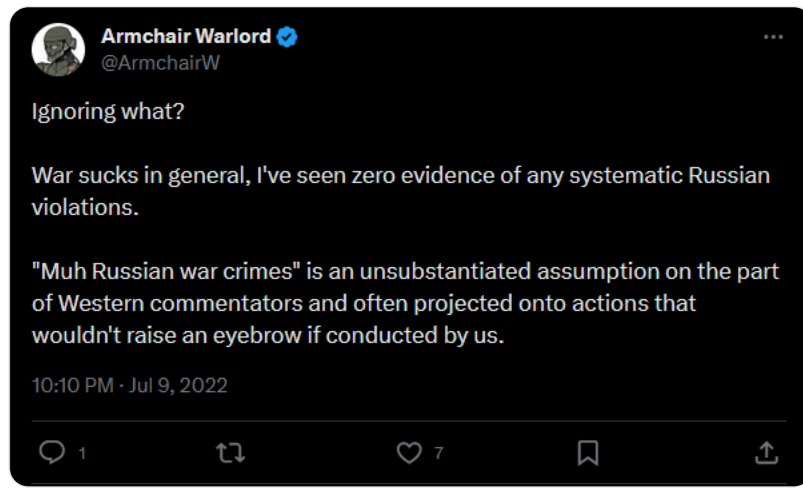 Armchair Warlord
@ArmchairW
Ignoring what?
War sucks in general, I've seen zero evidence of any systematic Russian
violations.
"Muh Russian war crimes" is an unsubstantiated assumption on the part
of Western commentators and often projected onto actions that
wouldn't raise an eyebrow if conducted by us.
10:10 PM · Jul 9, 2022
1 7